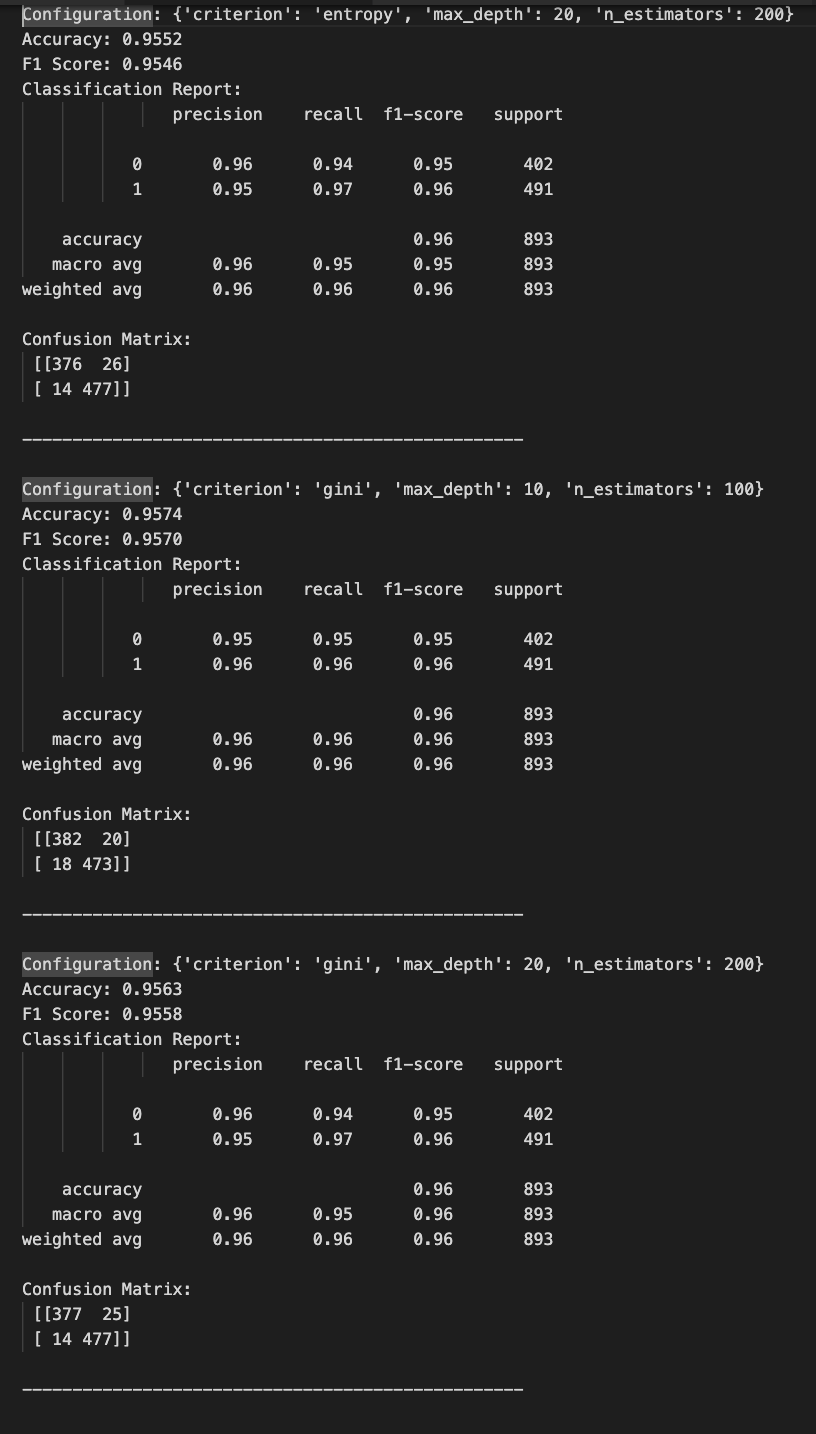 Configuration: {'criterion': 'entropy', 'max_depth': 20, 'n_estimators': 200}
Accuracy: 0.9552
F1 Score: 0.9546
Classification Report:
precision recall f1-score support
0 0.96 0.94 0.95 402
1 0.95 0.97 0.96 491
accuracy 0.96 893
macro avg 0.96 0.95 0.95 893
weighted avg 0.96 0.96 0.96 893
Confusion Matrix:
[[376 26]
[ 14 477]]
--------------------------------------------------
Configuration: {'criterion': 'gini', 'max_depth': 10, 'n_estimators': 100}
Accuracy: 0.9574
F1 Score: 0.9570
Classification Report:
precision recall f1-score support
0 0.95 0.95 0.95 402
1 0.96 0.96 0.96 491
accuracy 0.96 893
macro avg 0.96 0.96 0.96 893
weighted avg 0.96 0.96 0.96 893
Confusion Matrix:
[[382 20]
[ 18 473]]
--------------------------------------------------
Configuration: {'criterion': 'gini', 'max_depth': 20, 'n_estimators': 200}
Accuracy: 0.9563
F1 Score: 0.9558
Classification Report:
precision recall f1-score support
0 0.96 0.94 0.95 402
1 0.95 0.97 0.96 491
accuracy 0.96 893
macro avg 0.96 0.95 0.96 893
weighted avg 0.96 0.96 0.96 893
Confusion Matrix:
[[377 25]
[ 14 477]]
--------------------------------------------------